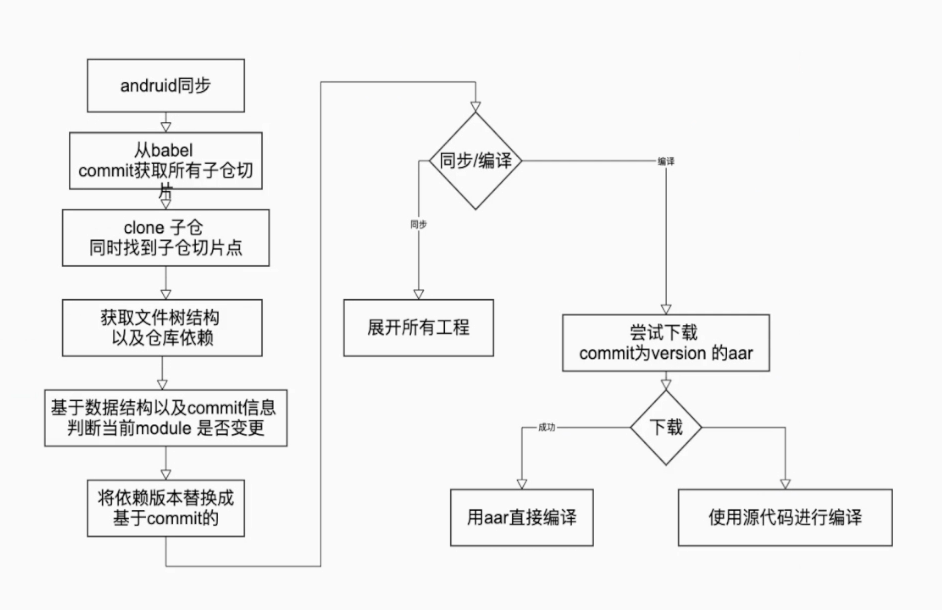 andruid同步
从babel
commit获取所有子仓切
片
clone 子仓
同时找到子仓切片点
获取文件树结构
以及仓库依赖
基于数据结构以及commit信息
判断当前module 是否变更
将依赖版本替换成
基于commit的
同步/编译
编译
同步
展开所有工程
尝试下载
commit为version 的aar
下载
成功
用aar直接编译
使用源代码进行编译